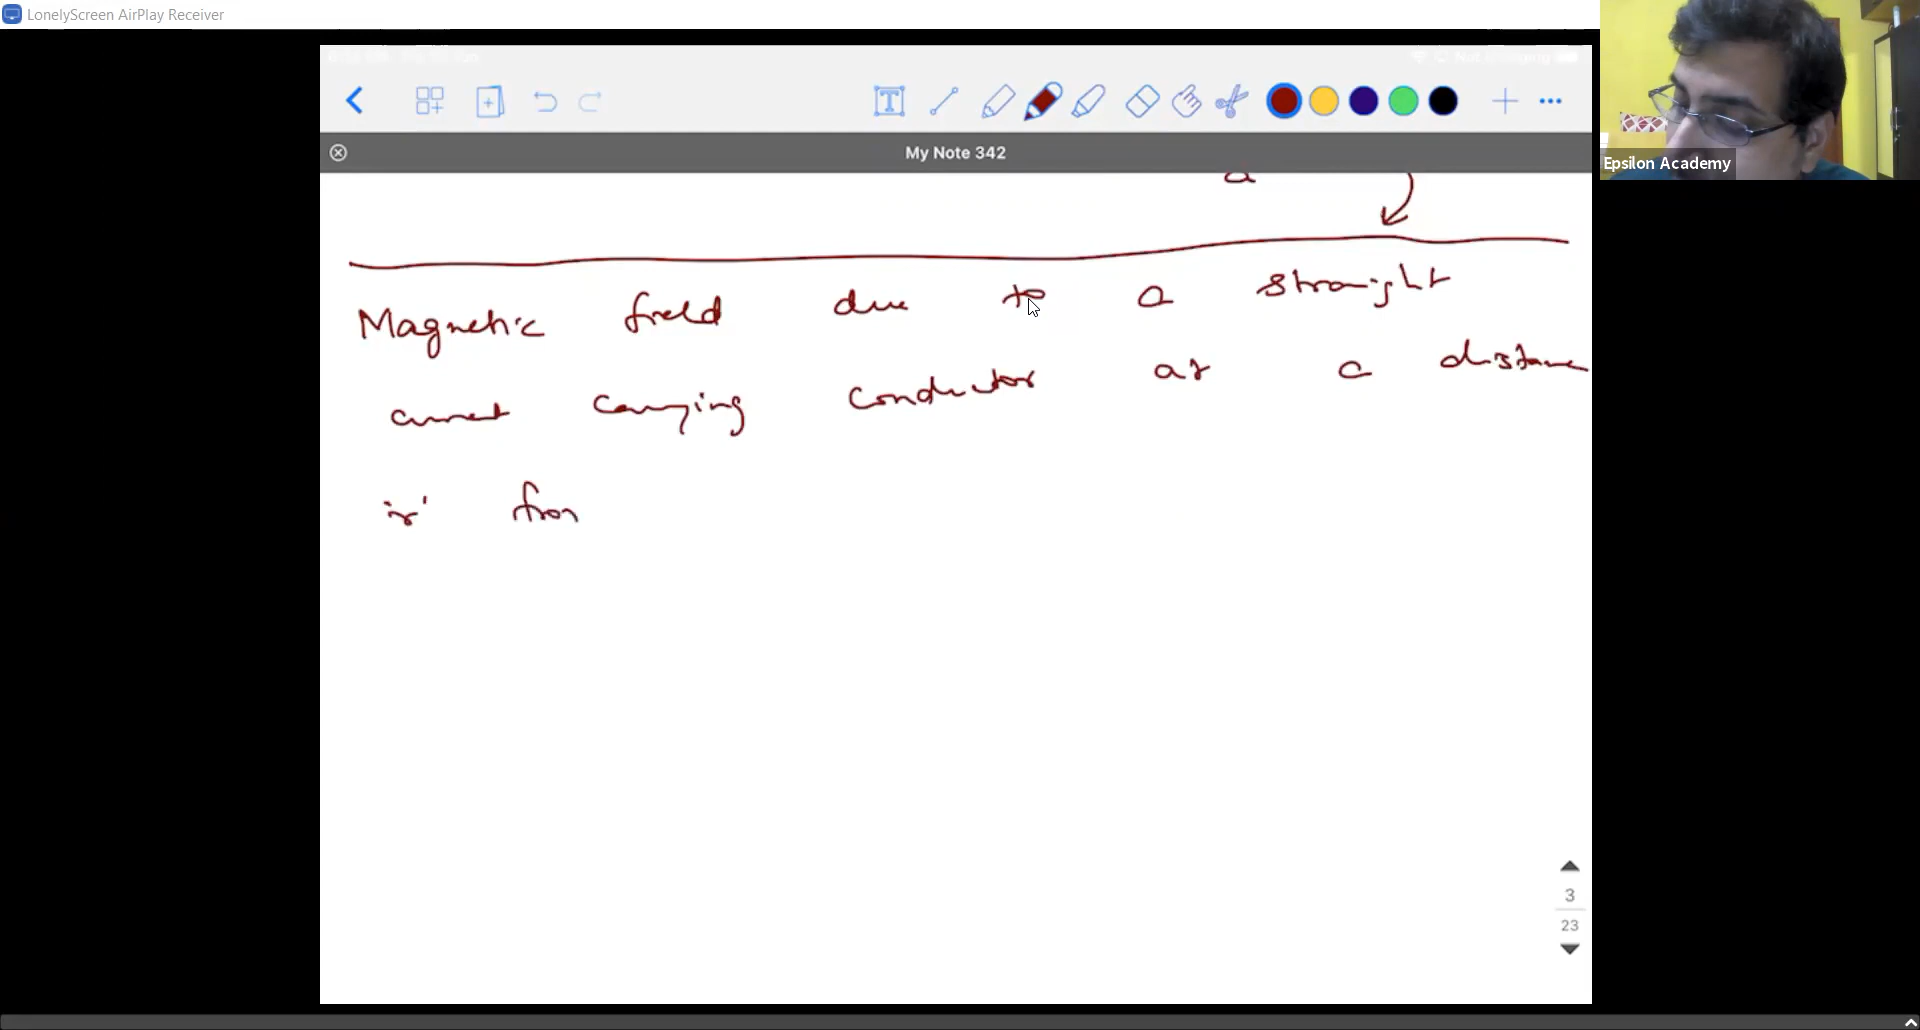 LonelyScreen AirPlay Receiver
My Note 342
Epsilon Academy
a
Magnetic field due to a straight
current carrying conductor at a distance
'r' from
3
23